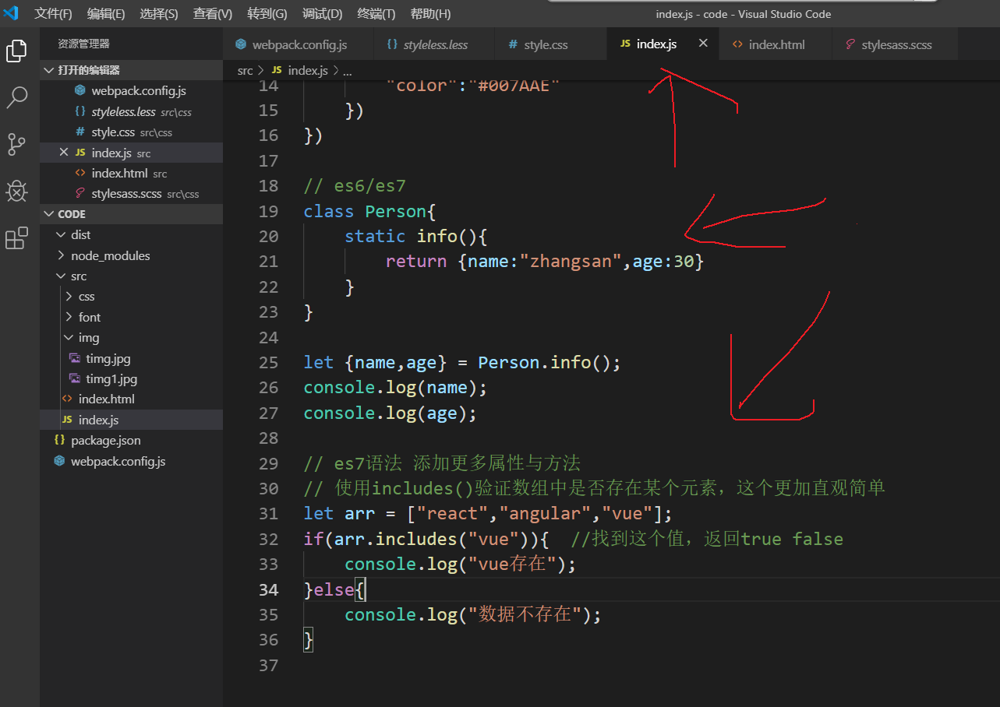 文件(F) 编辑(E) 选择(S) 查看(V) 转到(G) 调试(D) 终端(T) 帮助(H) index.js - code - Visual Studio Code
资源管理器
打开的编辑器
webpack.config.js
{} styleless.less src\css
# style.css src\css
JS index.js src
<> index.html src
stylesass.scss src\css
CODE
dist
node_modules
src
css
font
img
timg.jpg
timg1.jpg
<> index.html
JS index.js
{} package.json
webpack.config.js
webpack.config.js {} styleless.less # style.css JS index.js <> index.html stylesass.scss
src > JS index.js > ...
14 "color":"#007AAE"
15 })
16 })
17
18 // es6/es7
19 class Person{
20 static info(){
21 return {name:"zhangsan",age:30}
22 }
23 }
24
25 let {name,age} = Person.info();
26 console.log(name);
27 console.log(age);
28
29 // es7语法 添加更多属性与方法
30 // 使用includes()验证数组中是否存在某个元素，这个更加直观简单
31 let arr = ["react","angular","vue"];
32 if(arr.includes("vue")){ //找到这个值，返回true false
33 console.log("vue存在");
34 }else{
35 console.log("数据不存在");
36 }
37